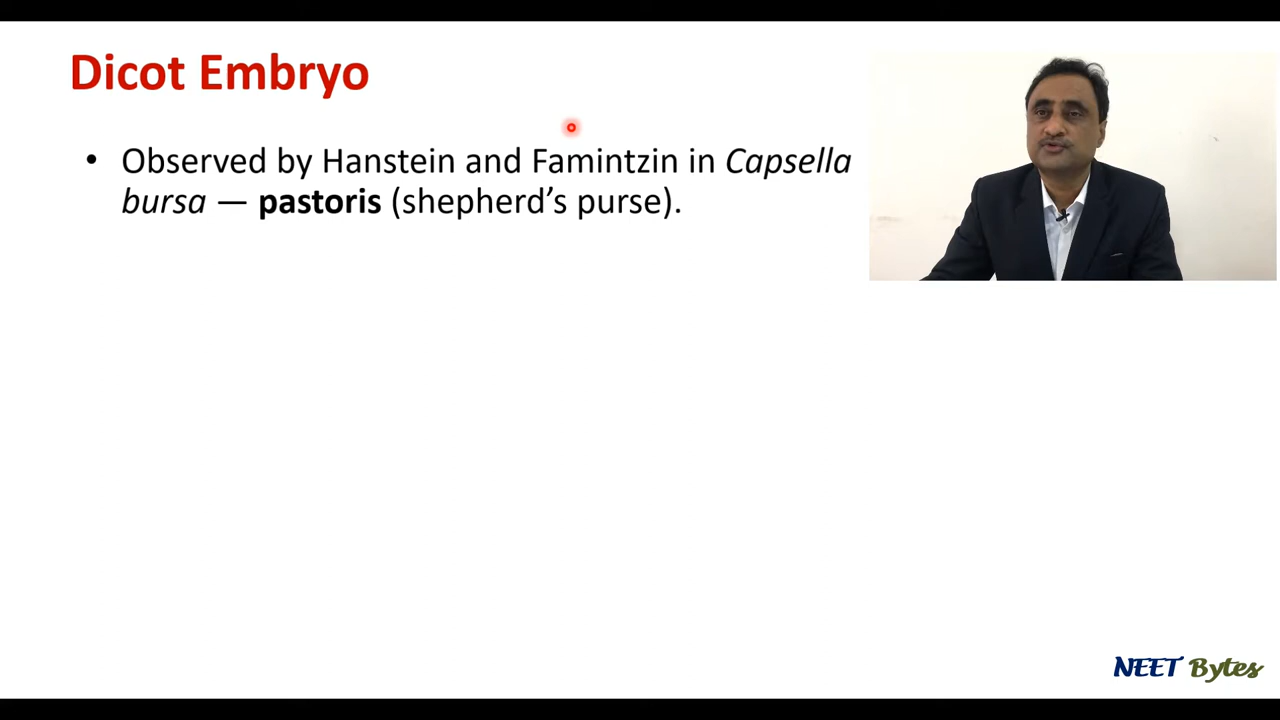 Dicot Embryo
• Observed by Hanstein and Famintzin in Capsella
bursa — pastoris (shepherd's purse).
NEET Bytes